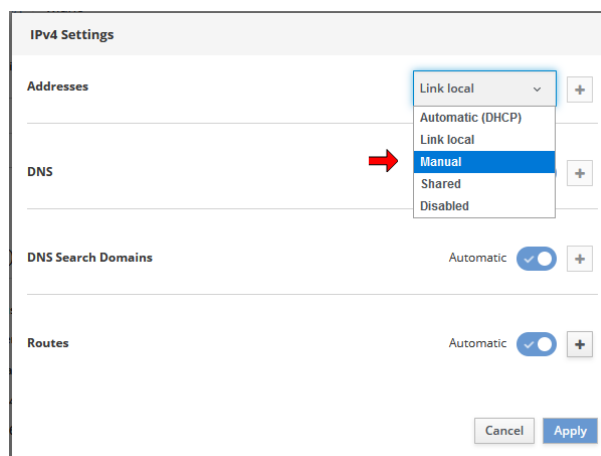 IPv4 Settings
Addresses
Link local
Automatic (DHCP)
Link local
Manual
Shared
Disabled
DNS
DNS Search Domains
Automatic
Routes
Automatic
Cancel
Apply